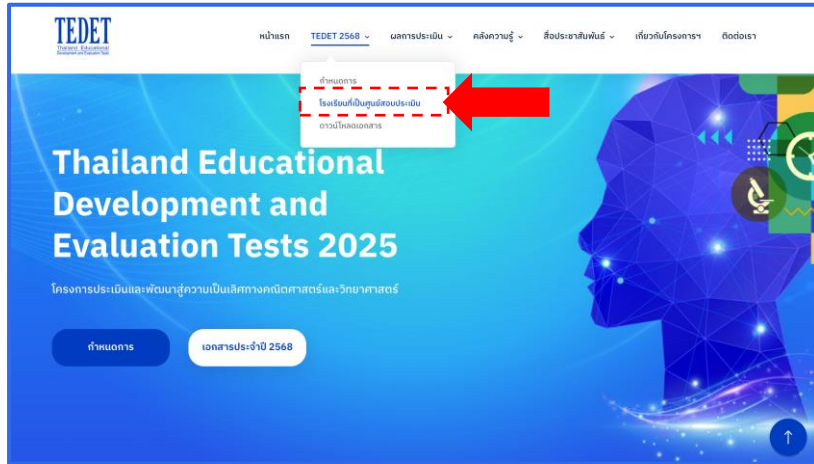 TEDET
Thailand Educational
Development and Evaluation Tests
หน้าแรก TEDET 2568 ผลการประเมิน คลังความรู้ สื่อประชาสัมพันธ์ เกี่ยวกับโครงการฯ ติดต่อเรา
กำหนดการ
โรงเรียนที่เป็นศูนย์สอบประเมิน
ดาวน์โหลดเอกสาร
Thailand Educational
Development and
Evaluation Tests 2025
โครงการประเมินและพัฒนาสู่ความเป็นเลิศทางคณิตศาสตร์และวิทยาศาสตร์
กำหนดการ เอกสารประจำปี 2568